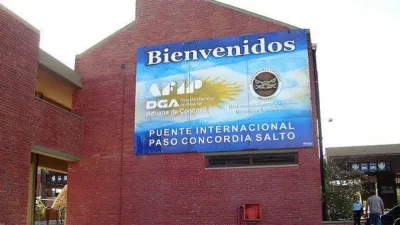 Bienvenidos
AFIP
DGA
Aduana de Concordia
PUENTE INTERNACIONAL
PASO CONCORDIA SALTO